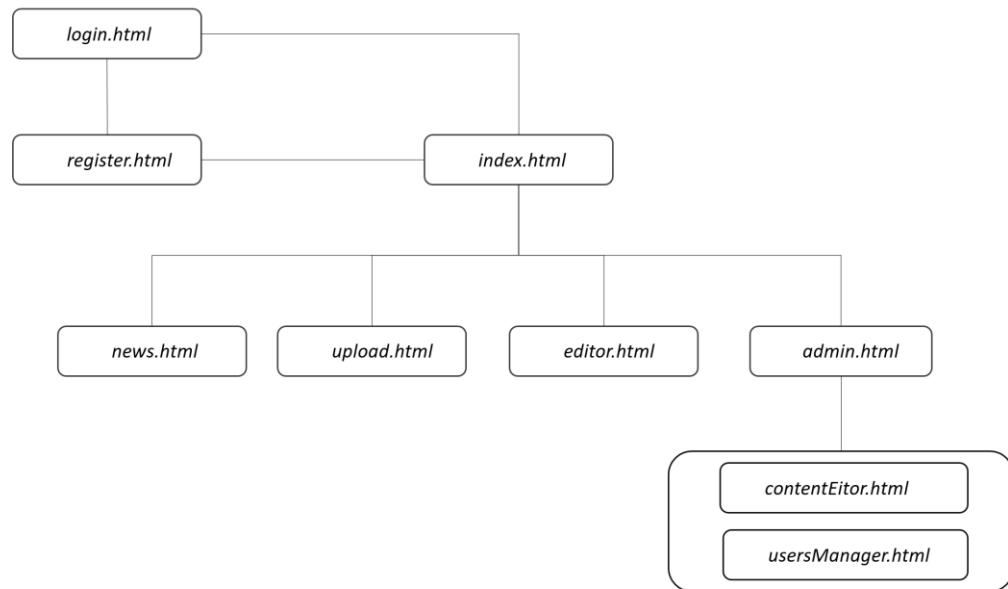 login.html
register.html
index.html
news.html
upload.html
editor.html
admin.html
contentEitor.html
usersManager.html